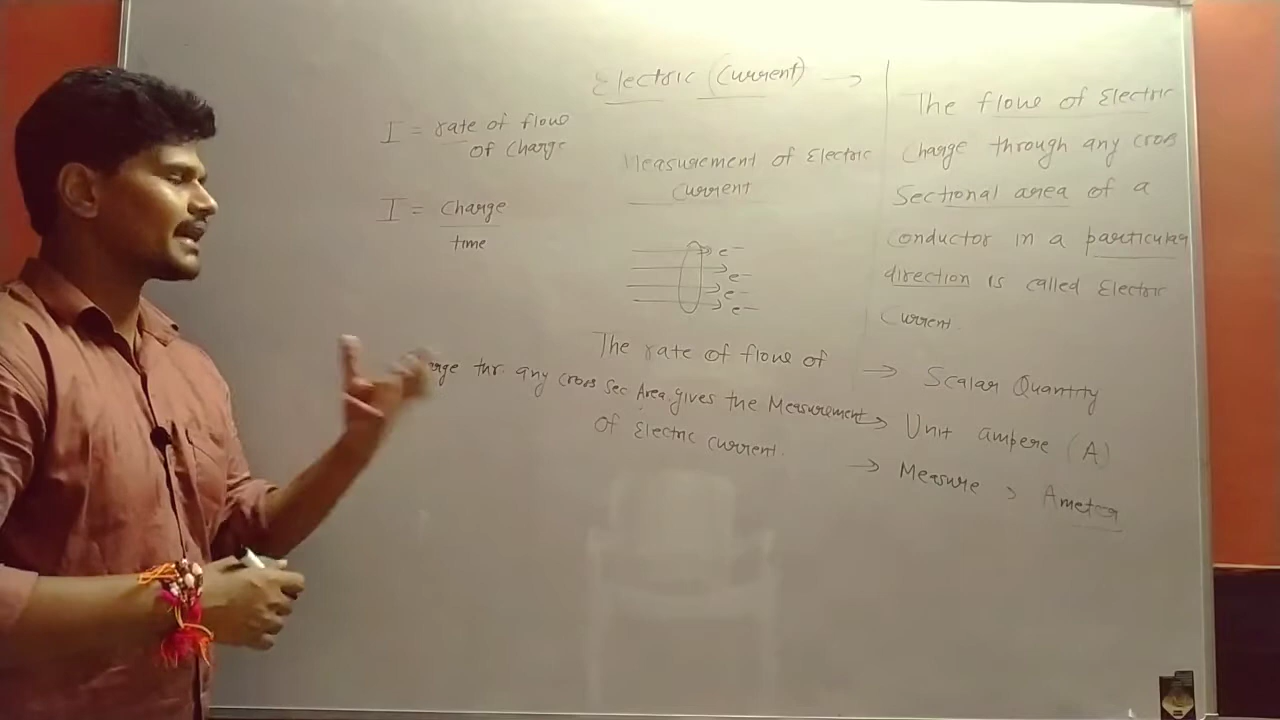 Electric (Current) →
I = rate of flow
of charge
I = charge
time
Measurement of Electric
Current
e−
e−
e−
e−
The rate of flow of
arge thr. any cross sec Area gives the Measurement
of Electric current.
The flow of Electric
Charge through any cross
Sectional area of a
conductor in a particular
direction is called Electric
Current.
→ Scalar Quantity
→ Unit ampere (A)
→ Measure > Ameter